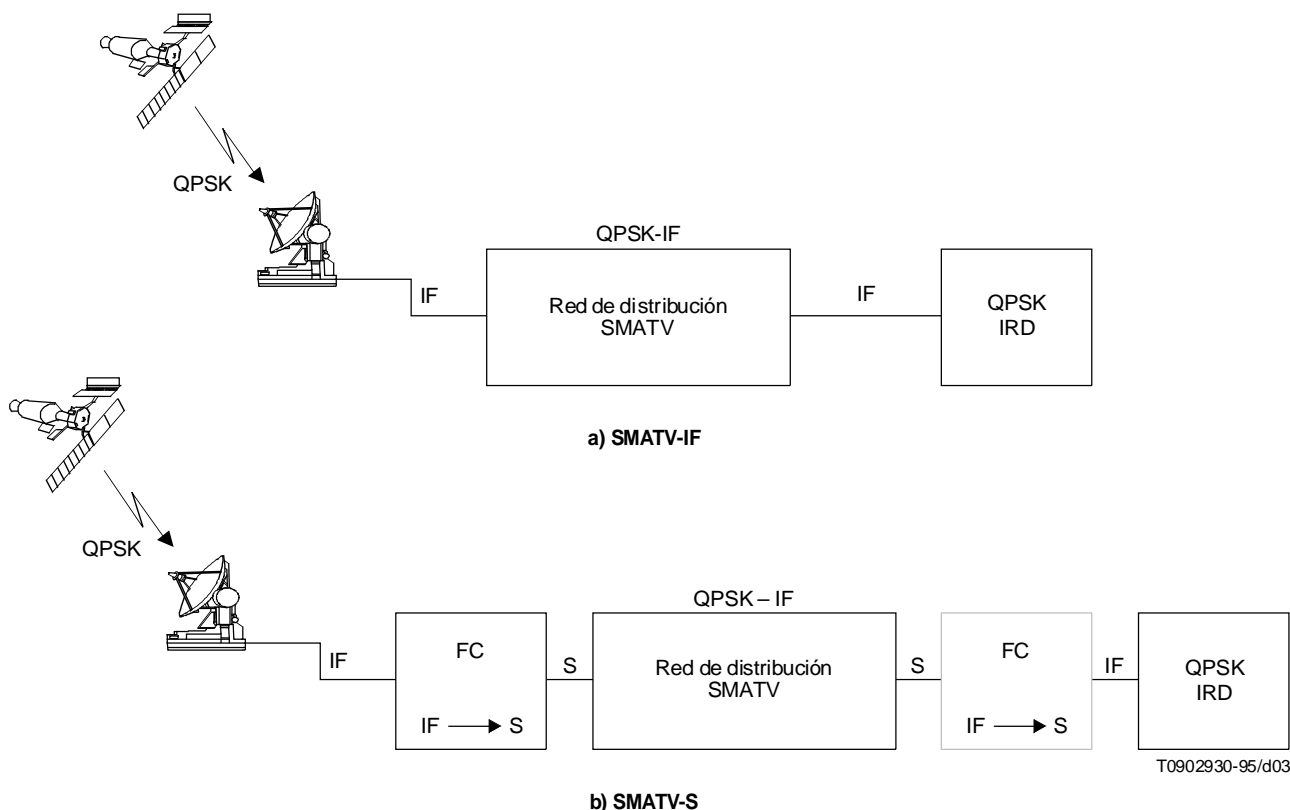 QPSK
QPSK-IF
IF
Red de distribución
SMATV
IF
QPSK
IRD
a) SMATV-IF
QPSK
QPSK – IF
IF
FC
IF
S
S
Red de distribución
SMATV
S
FC
IF
S
IF
QPSK
IRD
T0902930-95/d03
b) SMATV-S